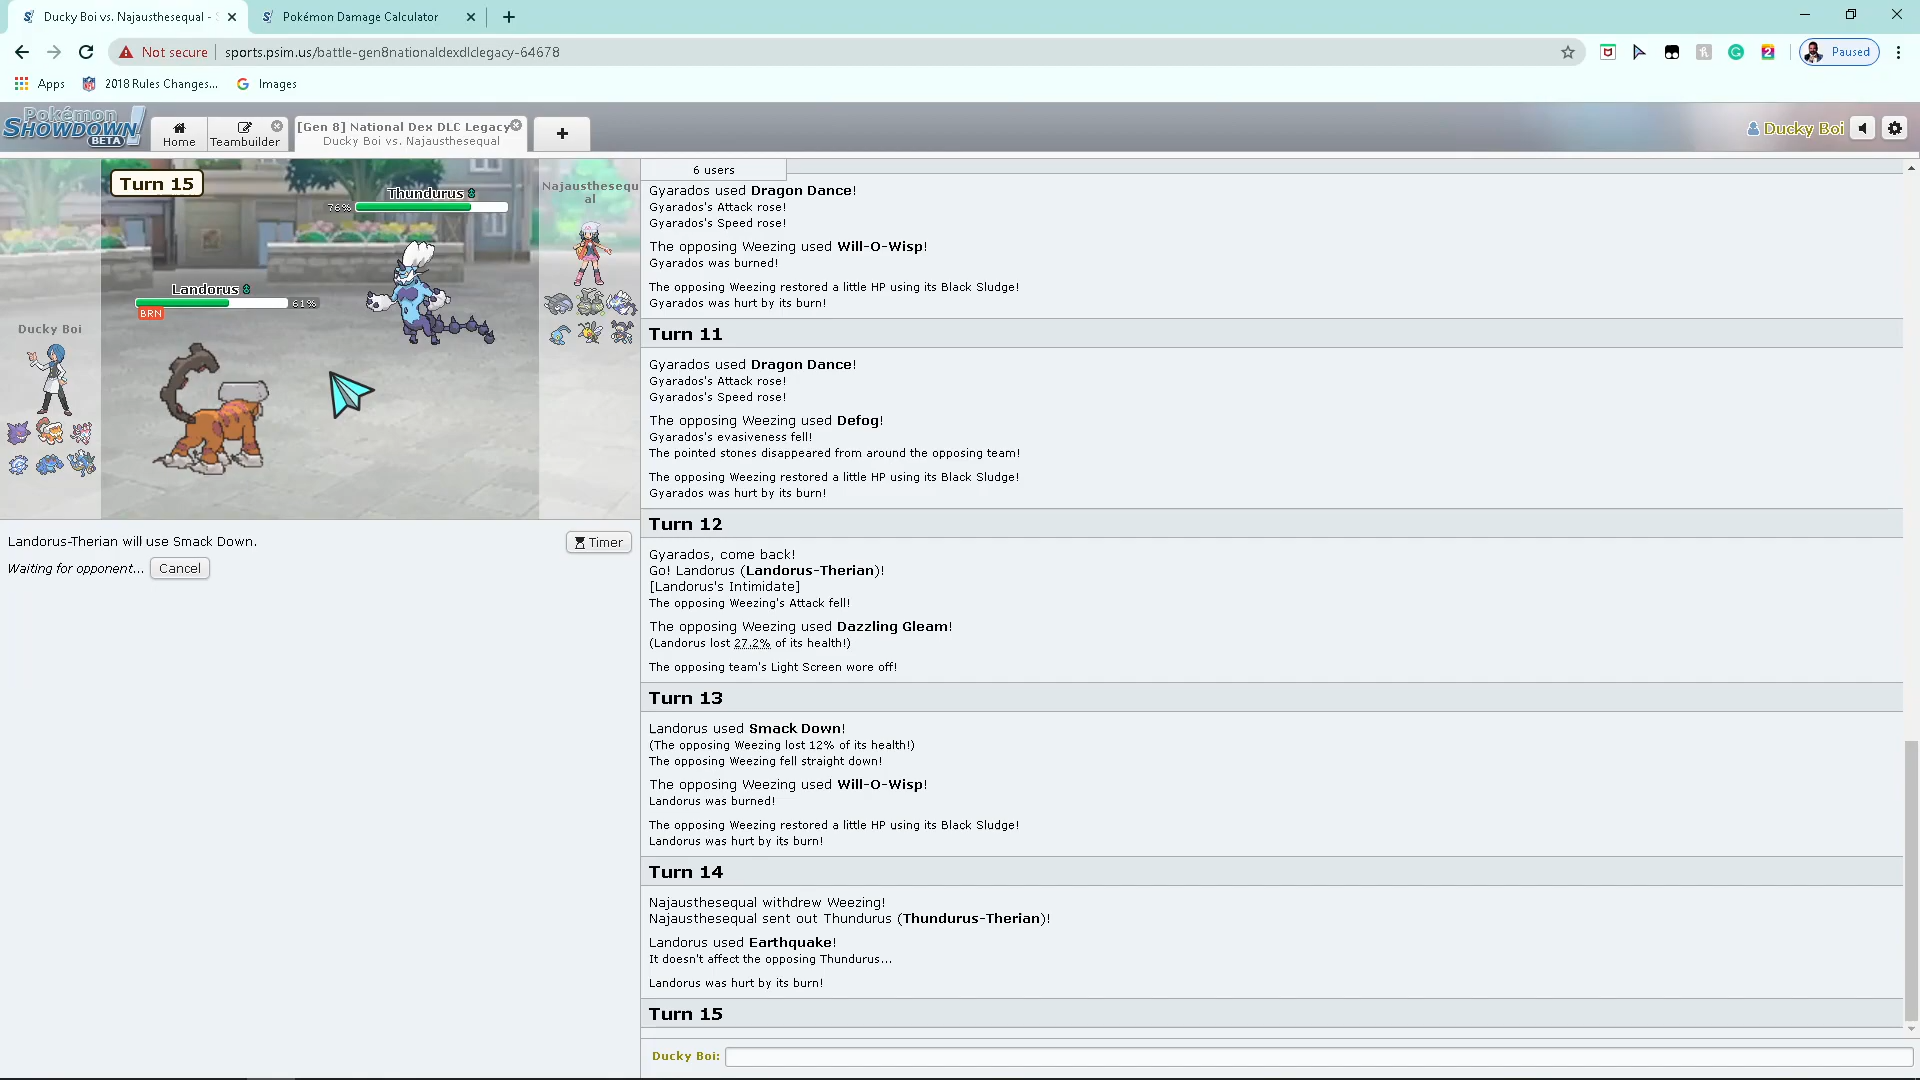 Ducky Boi vs. Najausthesequal -
Pokémon Damage Calculator
Not secure
sports.psim.us/battle-gen8nationaldexdlclegacy-64678
Paused
Apps
2018 Rules Changes...
Images
Pokémon
SHOWDOWN!
BETA
Home
Teambuilder
[Gen 8] National Dex DLC Legacy
Ducky Boi vs. Najausthesequal
Ducky Boi
Turn 15
Thundurus
76%
Landorus
61%
BRN
Najausthesequ
al
Ducky Boi
Landorus-Therian will use Smack Down.
Timer
Waiting for opponent...
Cancel
6 users
Gyarados used Dragon Dance!
Gyarados's Attack rose!
Gyarados's Speed rose!
The opposing Weezing used Will-O-Wisp!
Gyarados was burned!
The opposing Weezing restored a little HP using its Black Sludge!
Gyarados was hurt by its burn!
Turn 11
Gyarados used Dragon Dance!
Gyarados's Attack rose!
Gyarados's Speed rose!
The opposing Weezing used Defog!
Gyarados's evasiveness fell!
The pointed stones disappeared from around the opposing team!
The opposing Weezing restored a little HP using its Black Sludge!
Gyarados was hurt by its burn!
Turn 12
Gyarados, come back!
Go! Landorus (Landorus-Therian)!
[Landorus's Intimidate]
The opposing Weezing's Attack fell!
The opposing Weezing used Dazzling Gleam!
(Landorus lost 27.2% of its health!)
The opposing team's Light Screen wore off!
Turn 13
Landorus used Smack Down!
(The opposing Weezing lost 12% of its health!)
The opposing Weezing fell straight down!
The opposing Weezing used Will-O-Wisp!
Landorus was burned!
The opposing Weezing restored a little HP using its Black Sludge!
Landorus was hurt by its burn!
Turn 14
Najausthesequal withdrew Weezing!
Najausthesequal sent out Thundurus (Thundurus-Therian)!
Landorus used Earthquake!
It doesn't affect the opposing Thundurus...
Landorus was hurt by its burn!
Turn 15
Ducky Boi: